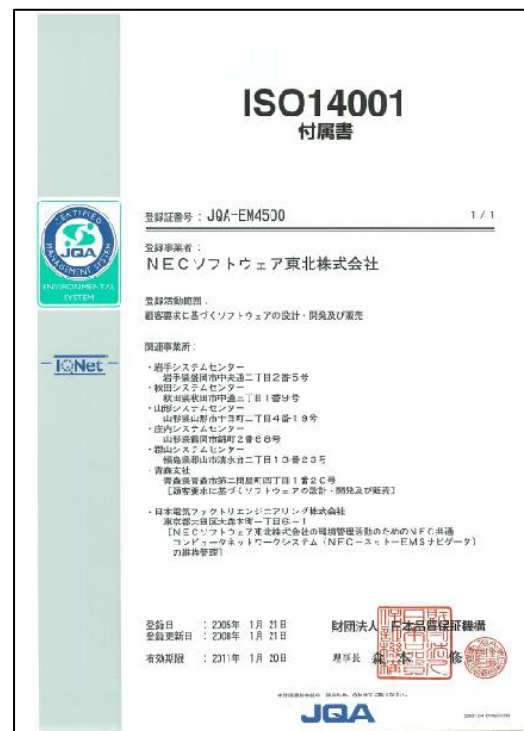 ISO14001
付属書
登録証番号 : JQA-EM4500
1 / 1
CERTIFIED
MANAGEMENT SYSTEM
JQA
ENVIRONMENTAL
SYSTEM
登録事業者 :
NECソフトウェア東北株式会社
登録活動範囲 :
顧客要求に基づくソフトウェアの設計・開発及び販売
IQNet
関連事業所 :
・岩手システムセンター
岩手県盛岡市中央通二丁目2番5号
・秋田システムセンター
秋田県秋田市中通三丁目1番9号
・山形システムセンター
山形県山形市十日町二丁目4番19号
・庄内システムセンター
山形県鶴岡市錦町2番68号
・郡山システムセンター
福島県郡山市清水台二丁目13番23号
・青森支社
青森県青森市第二問屋町四丁目1番20号
[顧客要求に基づくソフトウェアの設計・開発及び販売]
・日本電気ファクトリエンジニアリング株式会社
東京都大田区大森本町一丁目6-1
[NECソフトウェア東北株式会社の環境管理活動のためのNEC共通
コンピュータネットワークシステム(NEC-エネット-EMSナビゲータ)
の維持管理]
登録日 : 2005年 1月 21日
登録更新日 : 2008年 1月 21日
有効期限 : 2011年 1月 20日
財団法人 日本品質保証機構
理事長 森本 修
JQA